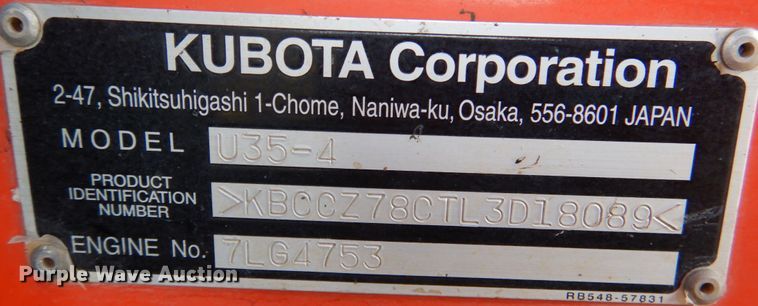 KUBOTA Corporation
2-47, Shikitsuhigashi 1-Chome, Naniwa-ku, Osaka, 556-8601 JAPAN
MODEL U35-4
PRODUCT
IDENTIFICATION
NUMBER >KBCCZ78CTL3D18089<
ENGINE No. 7LG4753
Purple Wave Auction
RB548-57831